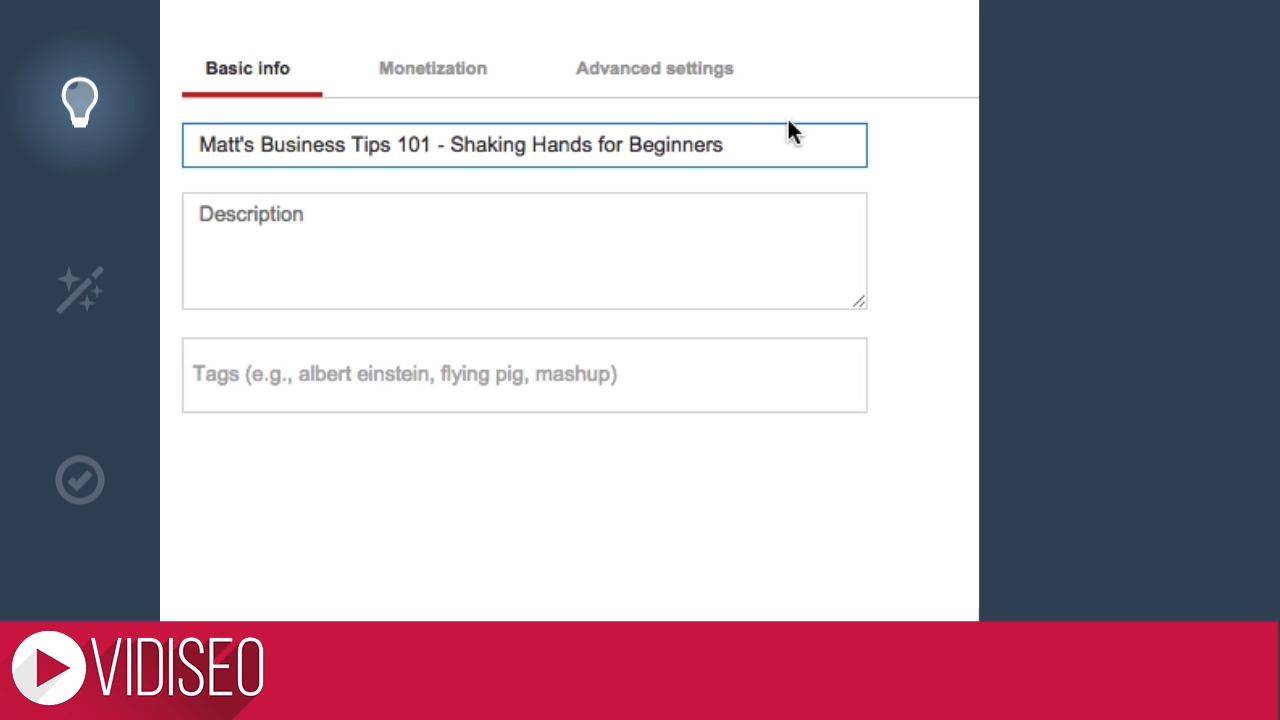 Basic info Monetization Advanced settings
Matt's Business Tips 101 - Shaking Hands for Beginners
Description
Tags (e.g., albert einstein, flying pig, mashup)
VIDISEO